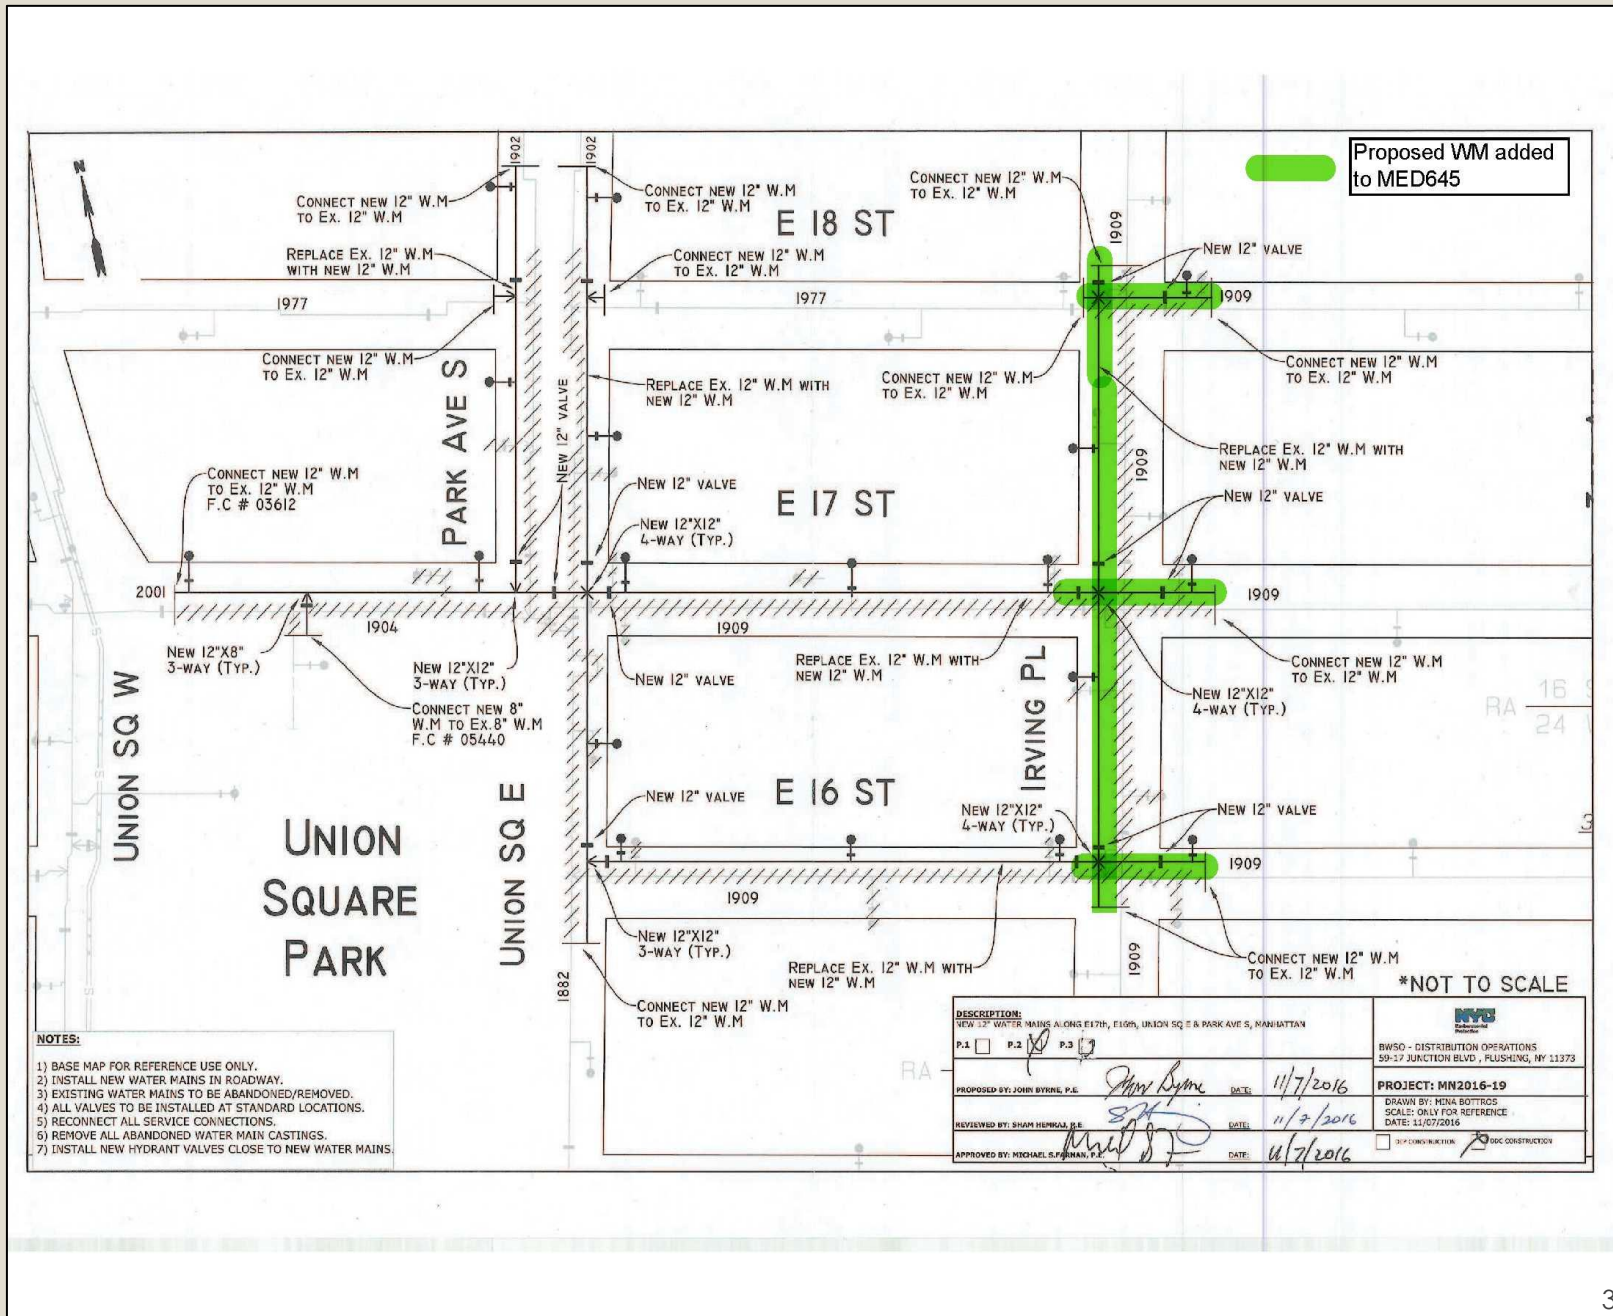 Proposed WM added
to MED645
N
1902
1902
CONNECT NEW 12" W.M
TO EX. 12" W.M
REPLACE EX. 12" W.M
WITH NEW 12" W.M
CONNECT NEW 12" W.M
TO EX. 12" W.M
E 18 ST
CONNECT NEW 12" W.M
TO EX. 12" W.M
CONNECT NEW 12" W.M
TO EX. 12" W.M
1909
NEW 12" VALVE
1977
1977
1909
CONNECT NEW 12" W.M
TO EX. 12" W.M
PARK AVE S
NEW 12" VALVE
REPLACE EX. 12" W.M WITH
NEW 12" W.M
CONNECT NEW 12" W.M
TO EX. 12" W.M
CONNECT NEW 12" W.M
TO EX. 12" W.M
1909
REPLACE EX. 12" W.M WITH
NEW 12" W.M
CONNECT NEW 12" W.M
TO EX. 12" W.M
F.C # 03612
NEW 12" VALVE
NEW 12"X12"
4-WAY (TYP.)
E 17 ST
NEW 12" VALVE
2001
1904
1909
1909
NEW 12"X8"
3-WAY (TYP.)
NEW 12"X12"
3-WAY (TYP.)
CONNECT NEW 8"
W.M TO EX.8" W.M
F.C # 05440
NEW 12" VALVE
REPLACE EX. 12" W.M WITH
NEW 12" W.M
IRVING PL
CONNECT NEW 12" W.M
TO EX. 12" W.M
NEW 12"X12"
4-WAY (TYP.)
RA
16
24
UNION SQ W
UNION
SQUARE
PARK
UNION SQ E
NEW 12" VALVE
E 16 ST
NEW 12"X12"
4-WAY (TYP.)
NEW 12" VALVE
1909
1909
NEW 12"X12"
3-WAY (TYP.)
REPLACE EX. 12" W.M WITH
NEW 12" W.M
1909
CONNECT NEW 12" W.M
TO EX. 12" W.M
1882
CONNECT NEW 12" W.M
TO EX. 12" W.M
*NOT TO SCALE
RA
NOTES:
1) BASE MAP FOR REFERENCE USE ONLY.
2) INSTALL NEW WATER MAINS IN ROADWAY.
3) EXISTING WATER MAINS TO BE ABANDONED/REMOVED.
4) ALL VALVES TO BE INSTALLED AT STANDARD LOCATIONS.
5) RECONNECT ALL SERVICE CONNECTIONS.
6) REMOVE ALL ABANDONED WATER MAIN CASTINGS.
7) INSTALL NEW HYDRANT VALVES CLOSE TO NEW WATER MAINS.
DESCRIPTION:
NEW 12" WATER MAINS ALONG E17th, E16th, UNION SQ E & PARK AVE S, MANHATTAN
P.1 P.2 P.3
PROPOSED BY: JOHN BYRNE, P.E. John Byrne DATE: 11/7/2016
REVIEWED BY: SHAM HEMRAJ, P.E DATE: 11/7/2016
APPROVED BY: MICHAEL S.FARNAN, P.E DATE: 11/7/2016
NYC
Environmental
Protection
BWSO - DISTRIBUTION OPERATIONS
59-17 JUNCTION BLVD , FLUSHING, NY 11373
PROJECT: MN2016-19
DRAWN BY: MINA BOTTROS
SCALE: ONLY FOR REFERENCE
DATE: 11/07/2016
DEP CONSTRUCTION DDC CONSTRUCTION
3